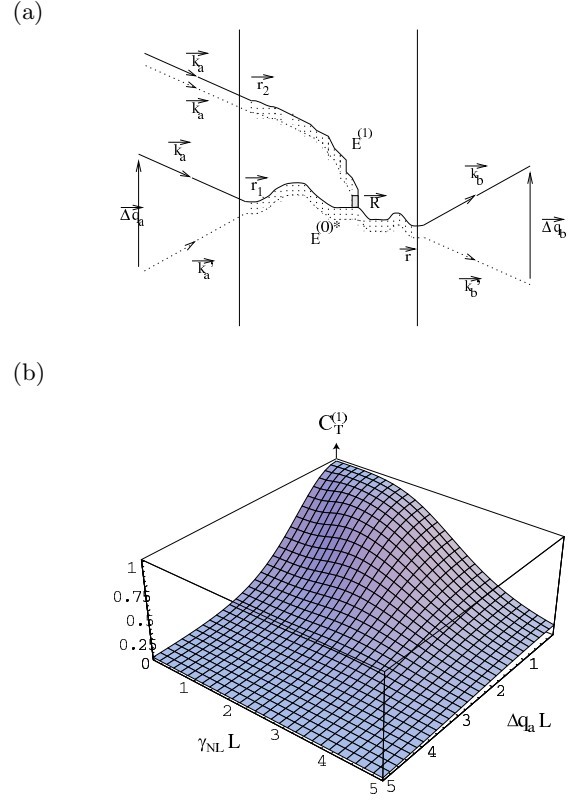 (a)
k_a
r_2
k_a
E^(1)
k_a
k_b
r_1
R
Δq_a
Δq_b
E^(0)*
r
k_a'
k_b'
(b)
C_T^(1)
1
0.75
0.5
0.25
0
1
2
3
4
5
γ_NL L
1
2
3
4
5
Δq_a L